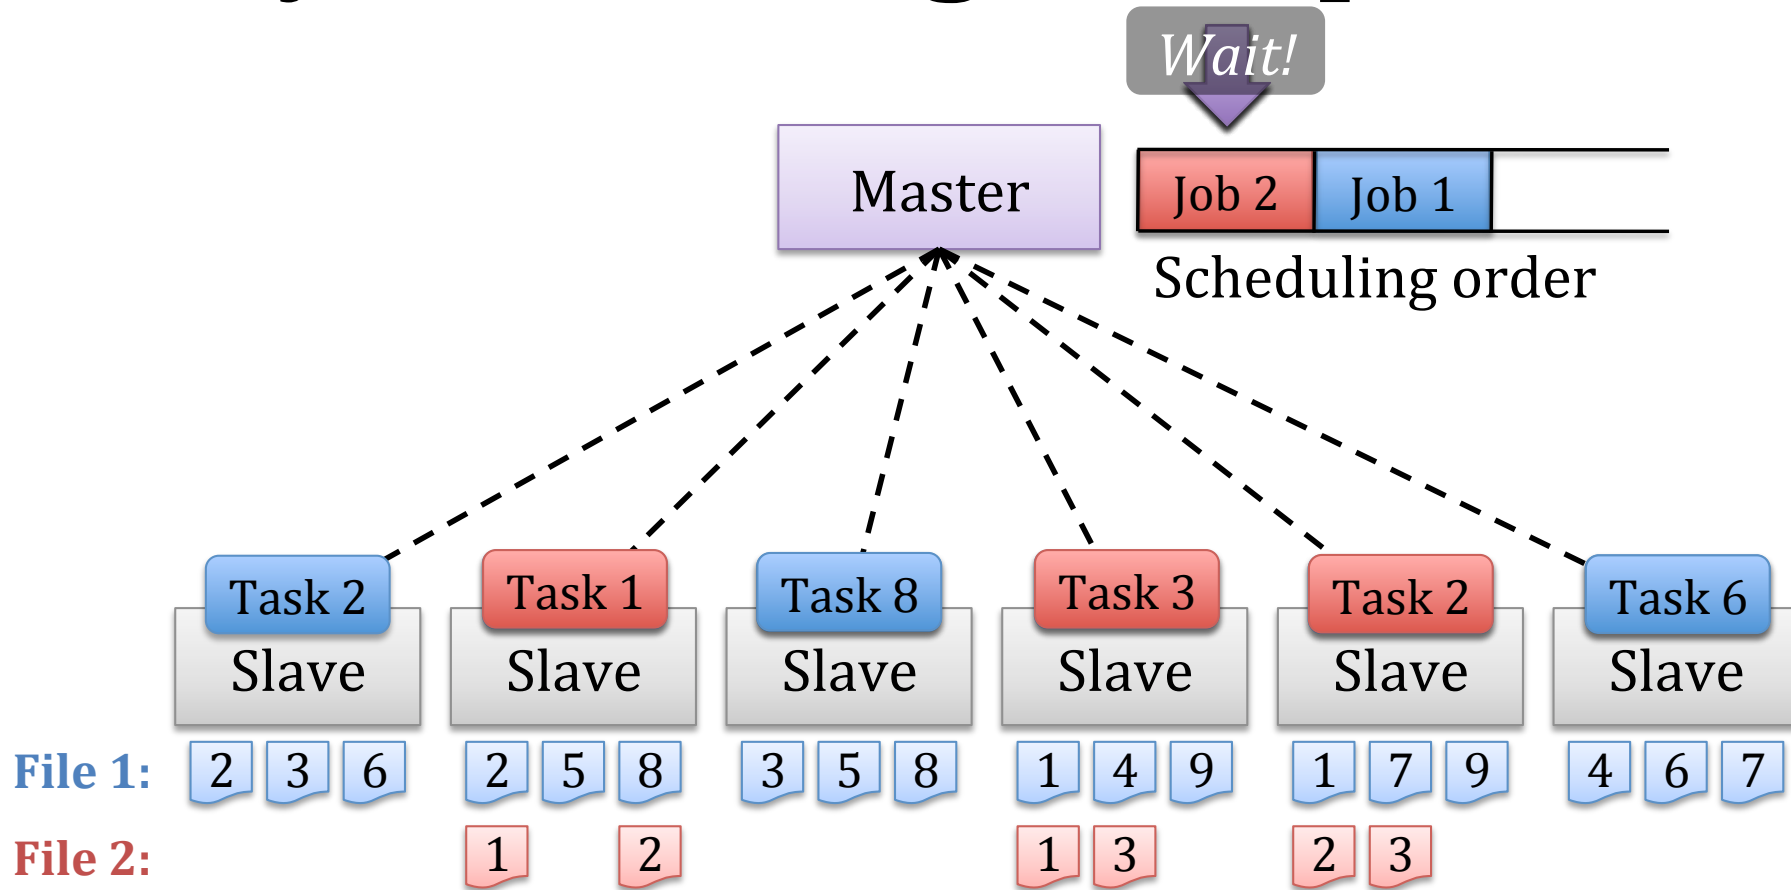 Wait!
Master
Job 2 Job 1
Scheduling order
Task 2 Task 1 Task 8 Task 3 Task 2 Task 6
Slave Slave Slave Slave Slave Slave
File 1: 2 3 6 2 5 8 3 5 8 1 4 9 1 7 9 4 6 7
File 2: 1 2 1 3 2 3